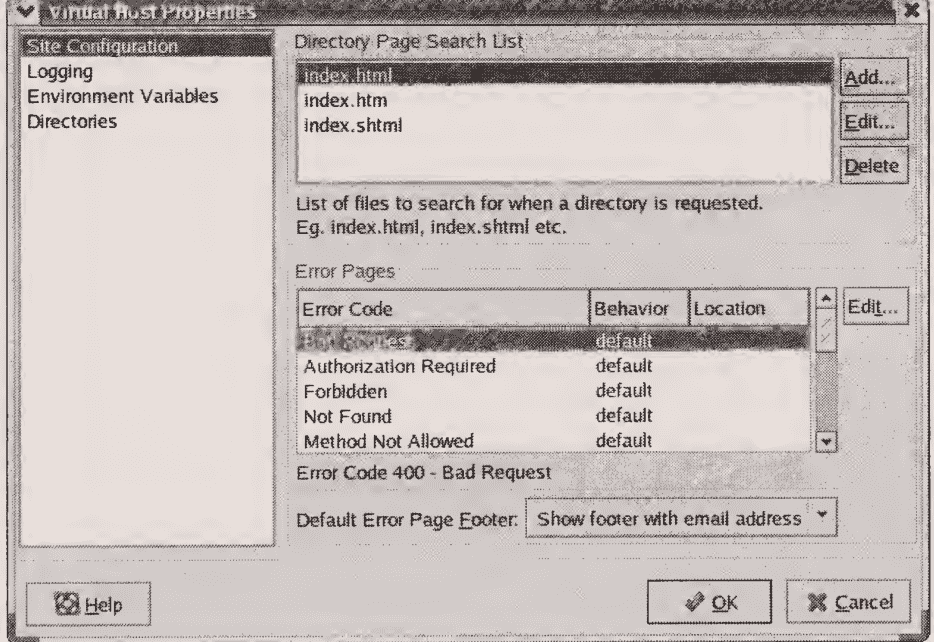 Virtual Host Properties
Site Configuration
Logging
Environment Variables
Directories
Directory Page Search List
index.html
index.htm
index.shtml
Add...
Edit...
Delete
List of files to search for when a directory is requested.
Eg. index.html, index.shtml etc.
Error Pages
Error Code Behavior Location
Bad Request default
Authorization Required default
Forbidden default
Not Found default
Method Not Allowed default
Edit...
Error Code 400 - Bad Request
Default Error Page Footer: Show footer with email address
Help
OK
Cancel